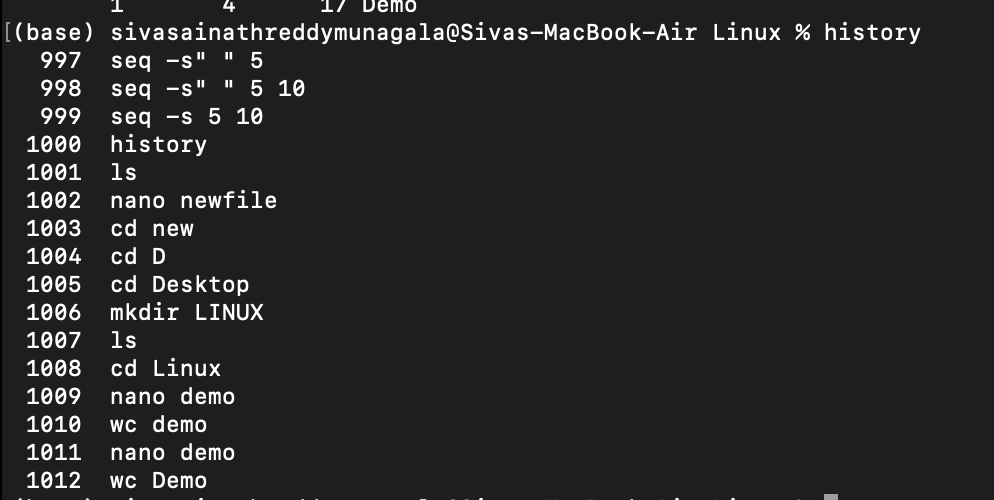 1 4 17 Demo
(base) sivasainathreddymunagala@Sivas-MacBook-Air Linux % history
997 seq -s" " 5
998 seq -s" " 5 10
999 seq -s 5 10
1000 history
1001 ls
1002 nano newfile
1003 cd new
1004 cd D
1005 cd Desktop
1006 mkdir LINUX
1007 ls
1008 cd Linux
1009 nano demo
1010 wc demo
1011 nano demo
1012 wc Demo